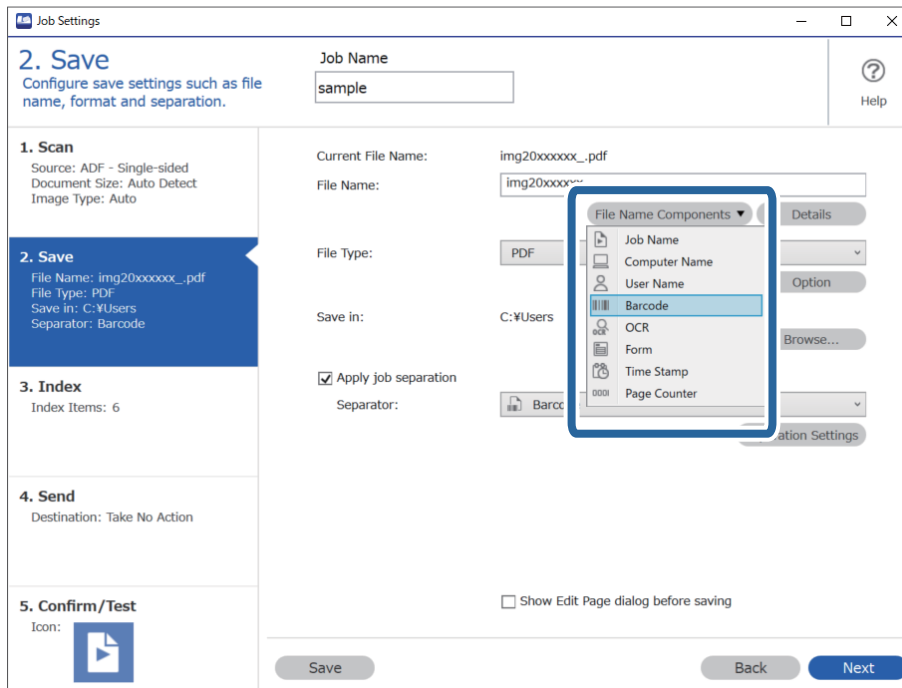 Job Settings
2. Save
Configure save settings such as file
name, format and separation.
Job Name
sample
Help
1. Scan
Source: ADF - Single-sided
Document Size: Auto Detect
Image Type: Auto
2. Save
File Name: img20xxxxxx_.pdf
File Type: PDF
Save in: C:¥Users
Separator: Barcode
3. Index
Index Items: 6
4. Send
Destination: Take No Action
5. Confirm/Test
Icon:
Current File Name: img20xxxxxx_.pdf
File Name: img20xxxxxx
File Name Components ▼
Details
File Type: PDF
Option
Save in: C:¥Users
Browse...
Job Name
Computer Name
User Name
Barcode
OCR
OCR
Form
Time Stamp
0001 Page Counter
Apply job separation
Separator:
Settings
Show Edit Page dialog before saving
Save
Back
Next